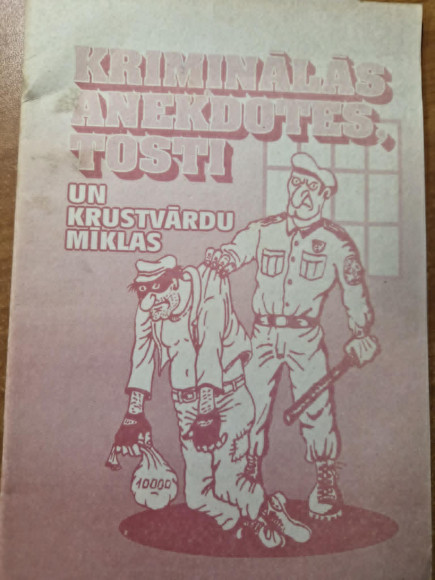 KRIMINĀLĀS
ANEKDOTES,
TOSTI
UN
KRUSTVĀRDU
MĪKLAS
10000